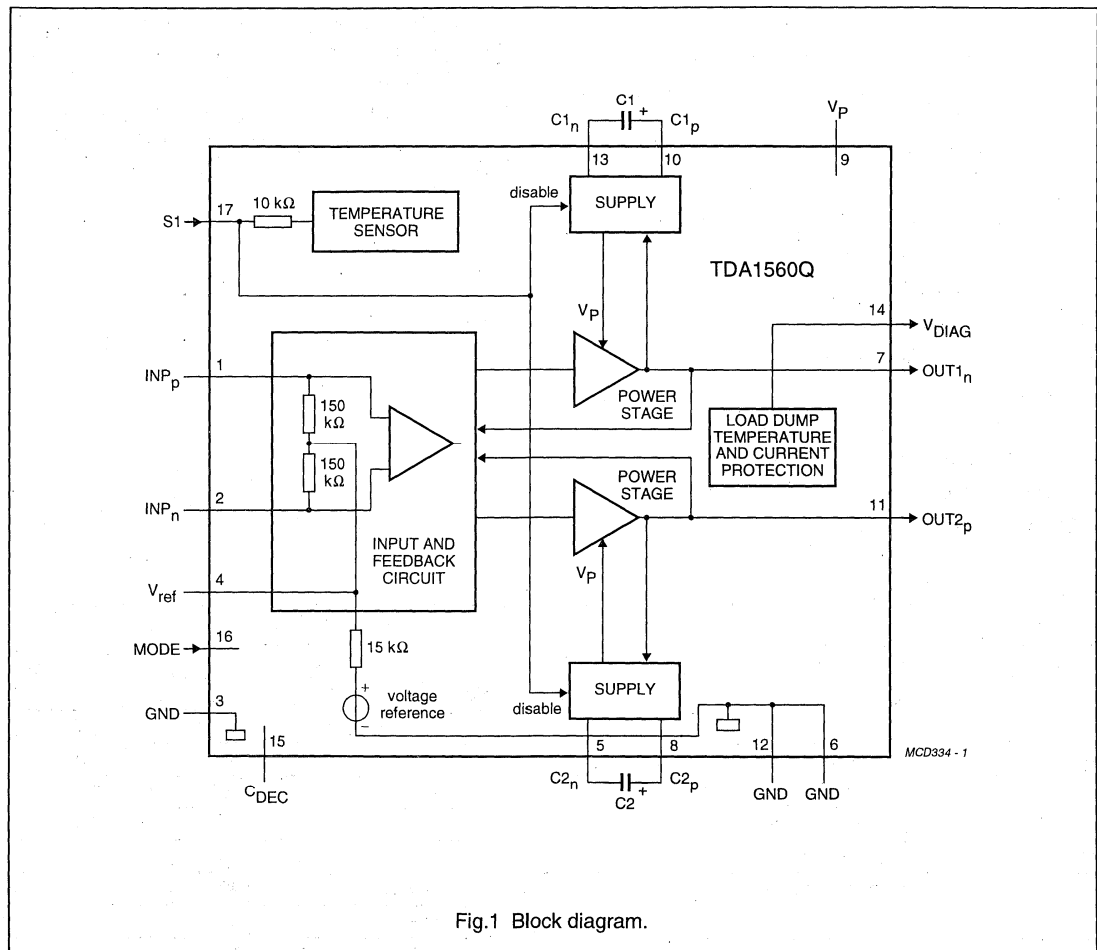 C1
+
C1n
C1p
VP
13
10
9
disable
SUPPLY
10 kΩ
TEMPERATURE
SENSOR
S1
17
TDA1560Q
VP
14
VDIAG
1
7
INPp
OUT1n
150
kΩ
POWER
STAGE
LOAD DUMP
TEMPERATURE
AND CURRENT
PROTECTION
150
kΩ
POWER
STAGE
2
11
INPn
OUT2p
INPUT AND
FEEDBACK
CIRCUIT
VP
4
Vref
16
MODE
15 kΩ
SUPPLY
+
voltage
reference
−
disable
3
GND
15
5
8
12
6
MCD334 - 1
CDEC
C2n
+
C2
C2p
GND
GND
Fig.1 Block diagram.